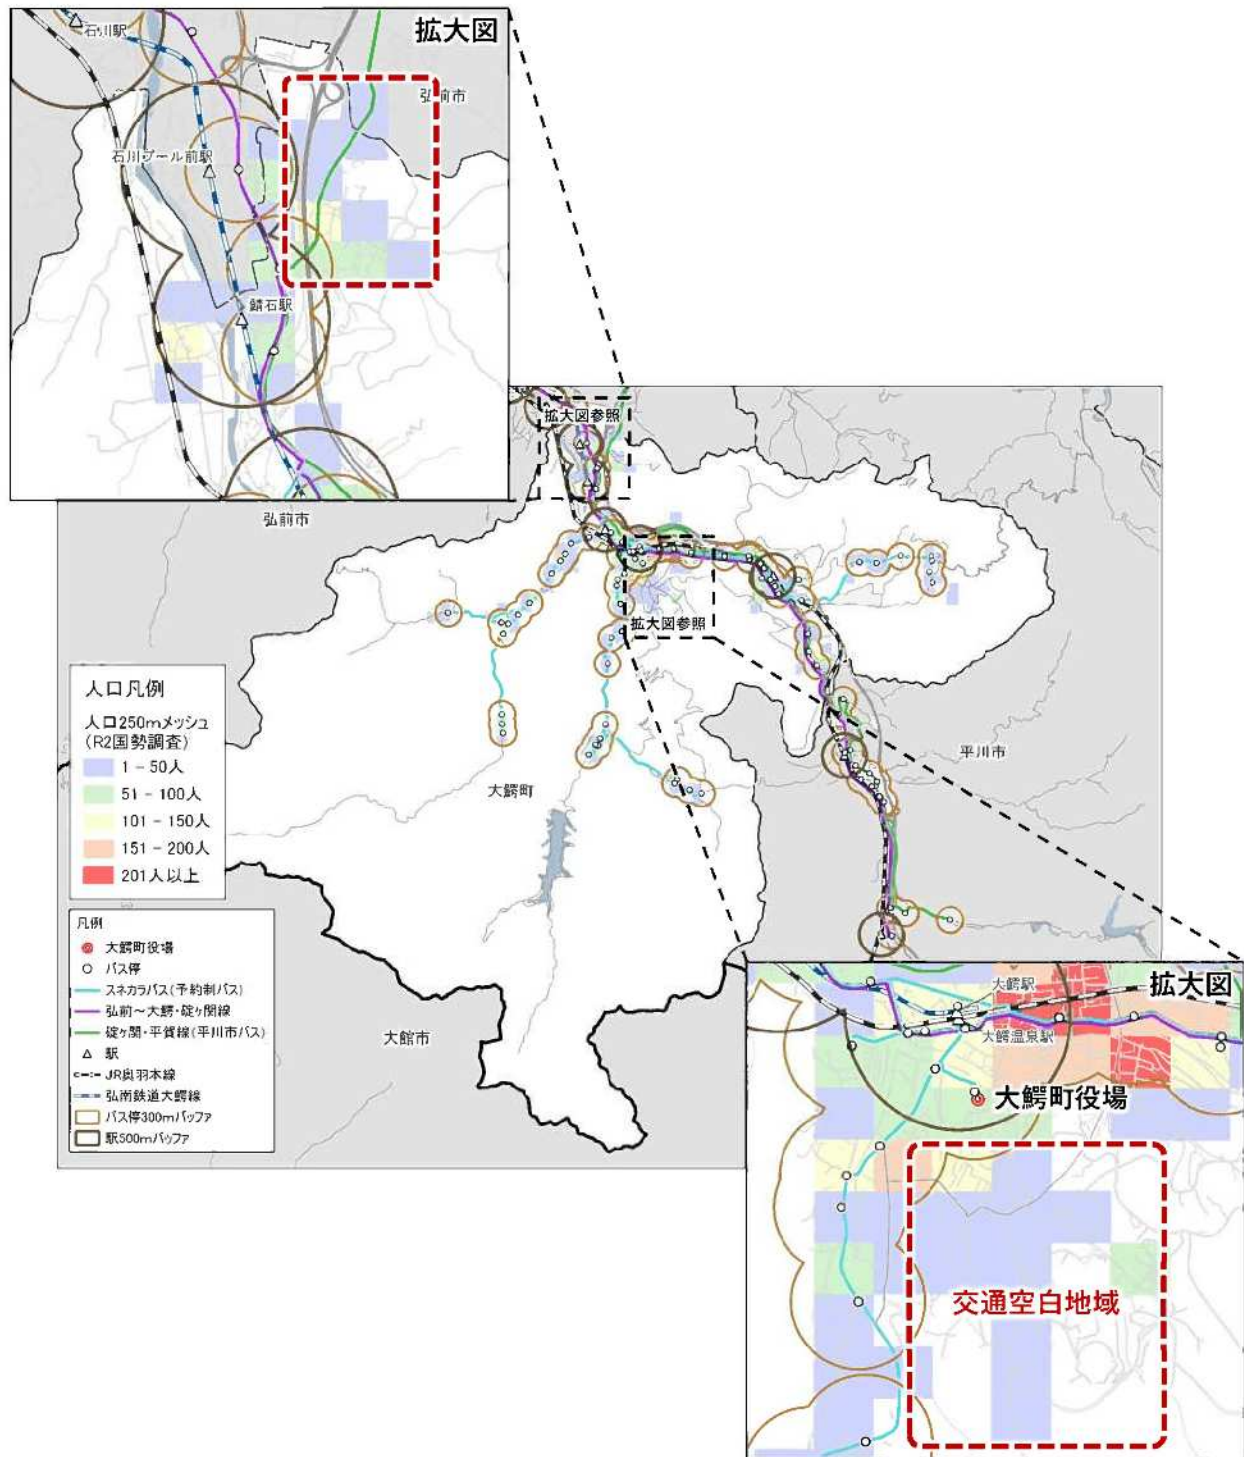 拡大図
石川駅
弘前市
石川プール前駅
鯖石駅
拡大図参照
弘前市
拡大図参照
人口凡例
人口250mメッシュ
(R2国勢調査)
1－50人
51－100人
101－150人
151－200人
201人以上
大鰐町
平川市
凡例
大鰐町役場
バス停
スネカラバス(予約制バス)
弘前～大鰐・碇ヶ関線
碇ヶ関・平賀線(平川市バス)
駅
JR奥羽本線
弘南鉄道大鰐線
バス停300mバッファ
駅500mバッファ
大館市
拡大図
大鰐駅
大鰐温泉駅
大鰐町役場
交通空白地域